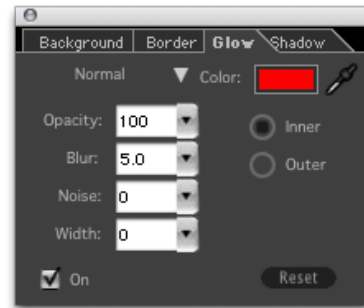 Background Border Glow Shadow
Normal Color:
Opacity: 100 Inner
Blur: 5.0 Outer
Noise: 0
Width: 0
On Reset